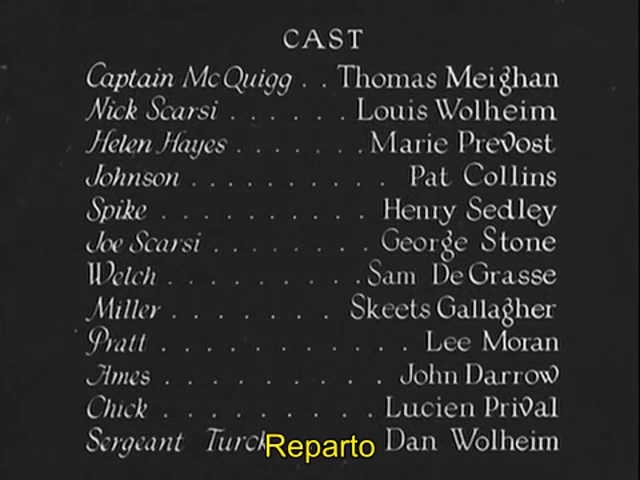 CAST
Captain McQuigg . . Thomas Meighan
Nick Scarsi . . . . . . Louis Wolheim
Helen Hayes . . . . . . . Marie Prevost
Johnson . . . . . . . . . . Pat Collins
Spike . . . . . . . . . . Henry Sedley
Joe Scarsi . . . . . . . . George Stone
Welch . . . . . . . . . . Sam De Grasse
Miller . . . . . . . . Skeets Gallagher
Pratt . . . . . . . . . . . Lee Moran
Ames . . . . . . . . . . John Darrow
Chick . . . . . . . . . . Lucien Prival
Sergeant Turck Dan Wolheim
Reparto